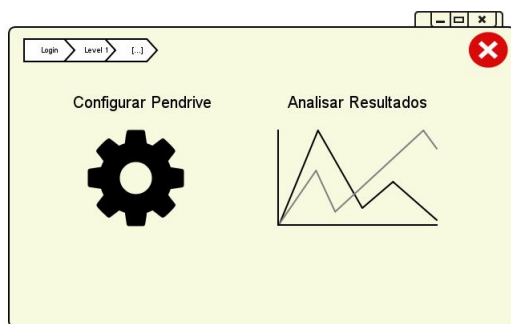 Login
Level 1
[...]
Configurar Pendrive
Analisar Resultados